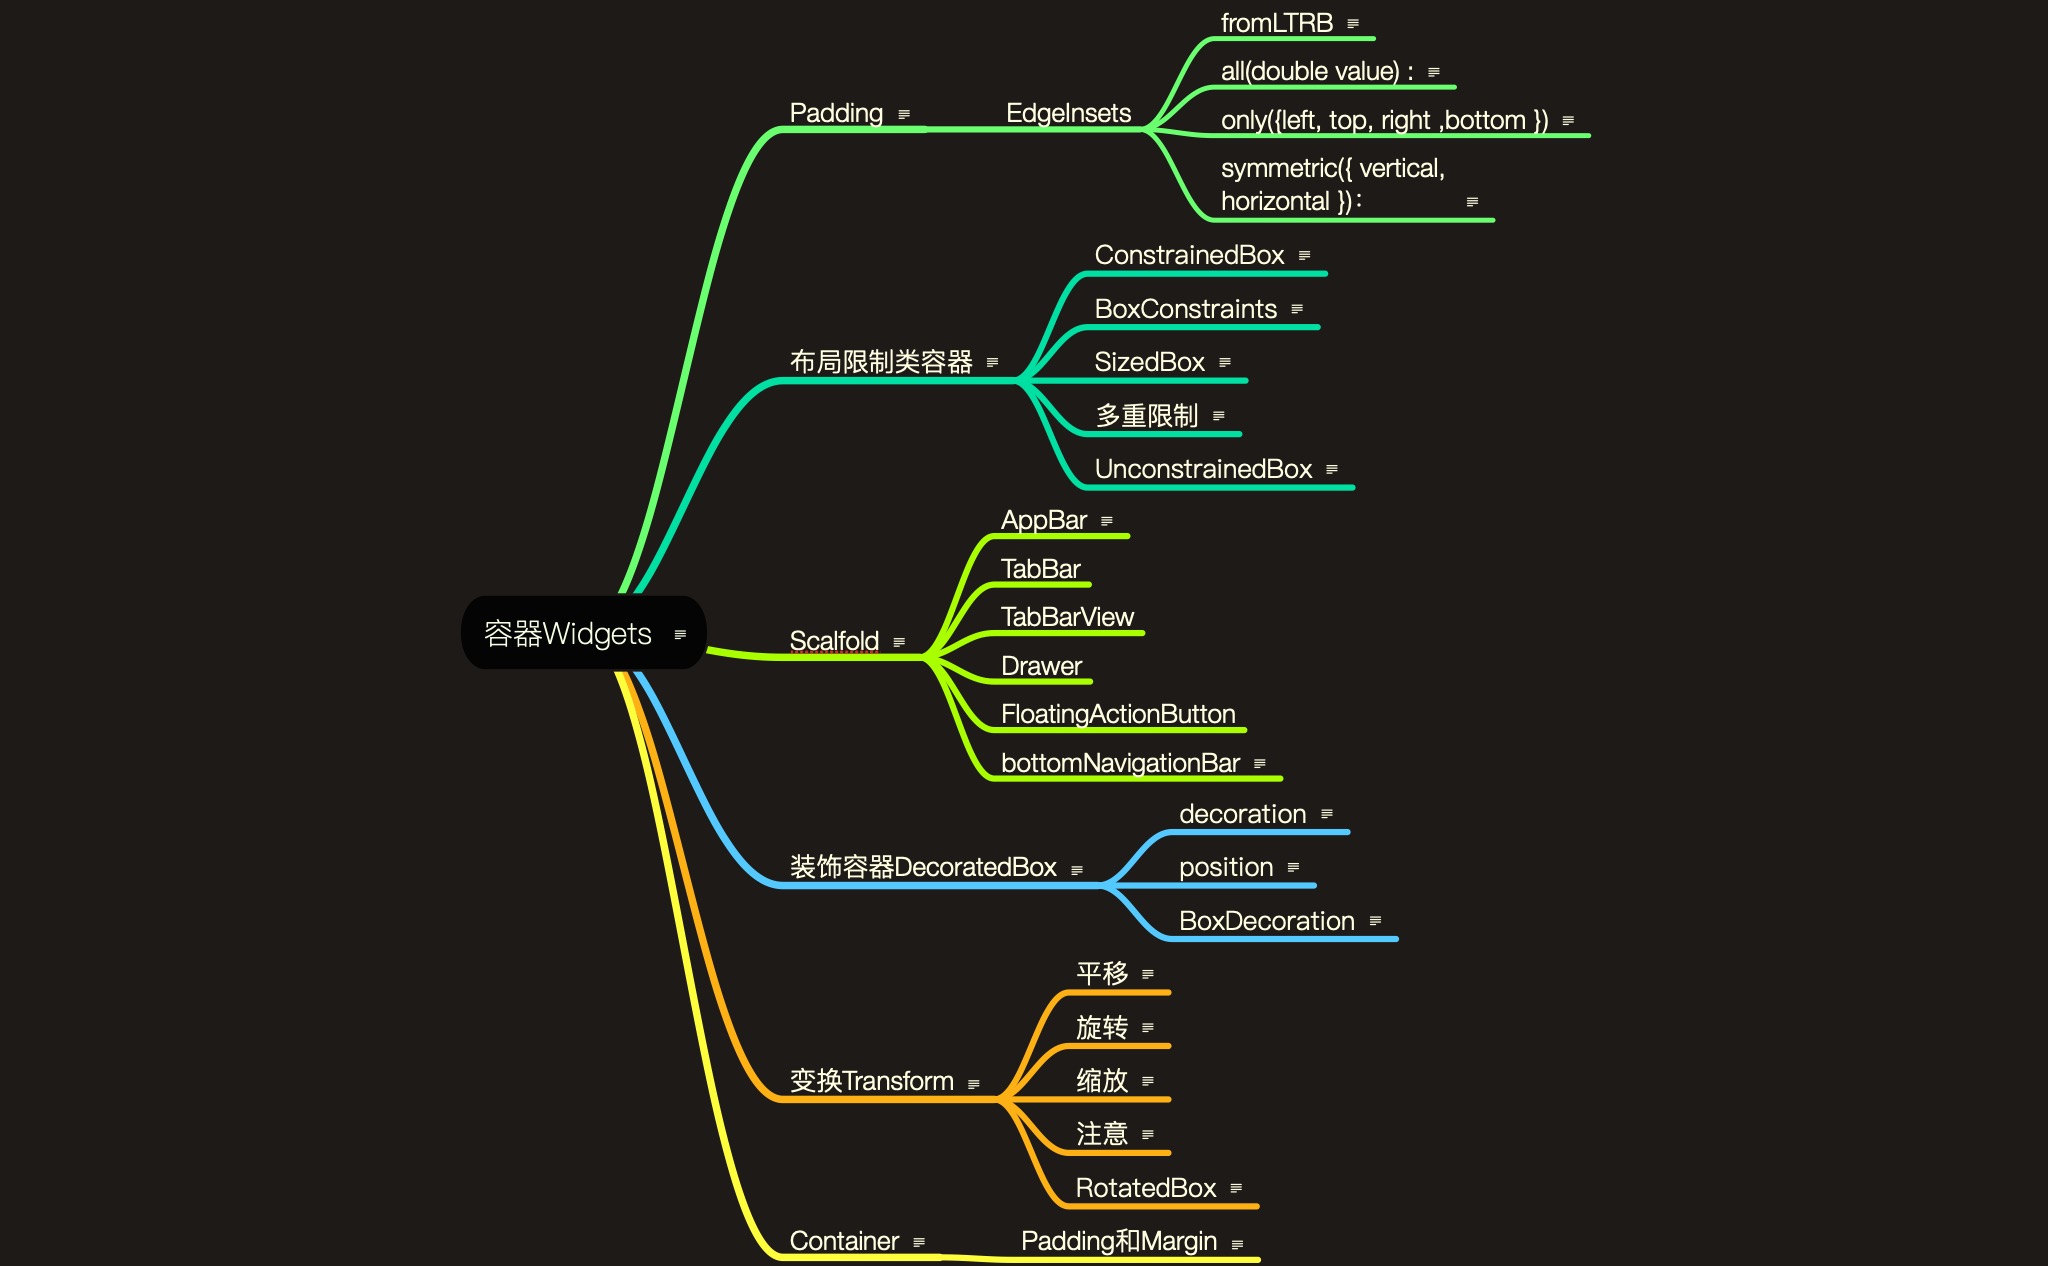 容器Widgets
Padding
EdgeInsets
fromLTRB
all(double value) :
only({left, top, right ,bottom })
symmetric({ vertical,
horizontal }):
布局限制类容器
ConstrainedBox
BoxConstraints
SizedBox
多重限制
UnconstrainedBox
Scalfold
AppBar
TabBar
TabBarView
Drawer
FloatingActionButton
bottomNavigationBar
装饰容器DecoratedBox
decoration
position
BoxDecoration
变换Transform
平移
旋转
缩放
注意
RotatedBox
Container
Padding和Margin